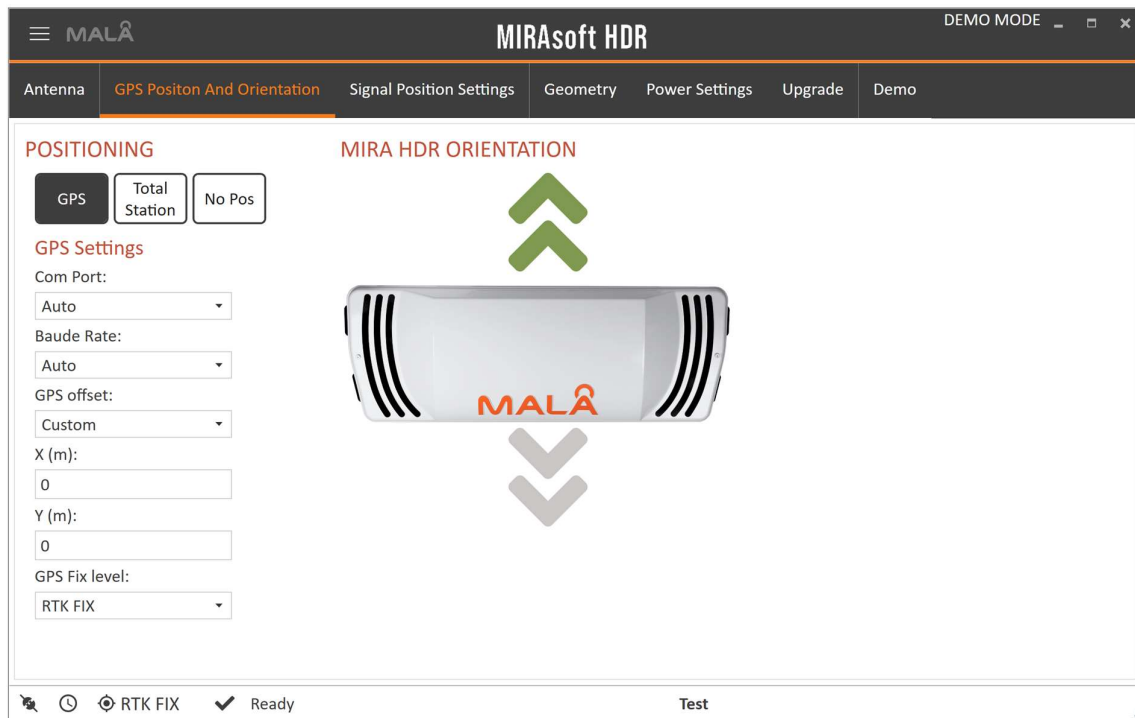 MALÅ
MIRAsoft HDR
DEMO MODE
Antenna
GPS Positon And Orientation
Signal Position Settings
Geometry
Power Settings
Upgrade
Demo
POSITIONING
MIRA HDR ORIENTATION
GPS
Total
Station
No Pos
GPS Settings
Com Port:
Auto
Baude Rate:
Auto
GPS offset:
Custom
X (m):
0
Y (m):
0
GPS Fix level:
RTK FIX
MALÅ
RTK FIX
Ready
Test